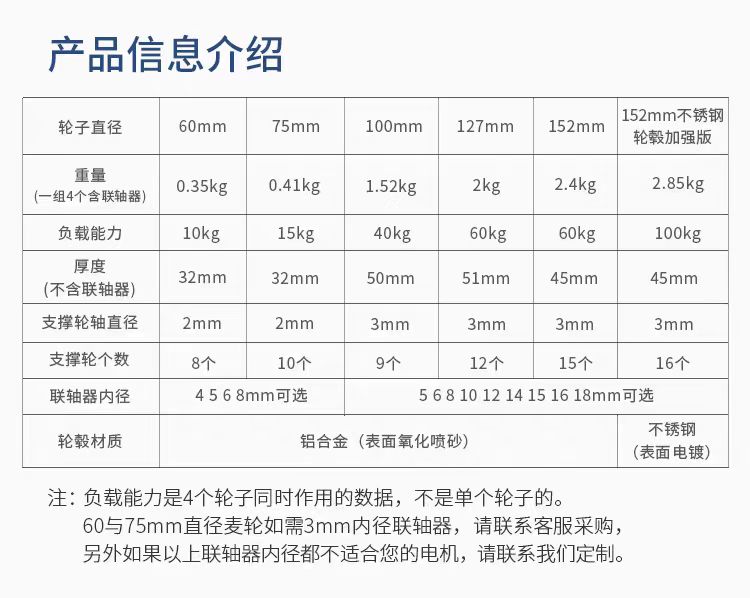 产品信息介绍
轮子直径 60mm 75mm 100mm 127mm 152mm 152mm不锈钢轮毂加强版
重量(一组4个含联轴器) 0.35kg 0.41kg 1.52kg 2kg 2.4kg 2.85kg
负载能力 10kg 15kg 40kg 60kg 60kg 100kg
厚度(不含联轴器) 32mm 32mm 50mm 51mm 45mm 45mm
支撑轮轴直径 2mm 2mm 3mm 3mm 3mm 3mm
支撑轮个数 8个 10个 9个 12个 15个 16个
联轴器内径 4 5 6 8mm可选 5 6 8 10 12 14 15 16 18mm可选
轮毂材质 铝合金（表面氧化喷砂） 不锈钢（表面电镀）
注：负载能力是4个轮子同时作用的数据，不是单个轮子的。
60与75mm直径麦轮如需3mm内径联轴器，请联系客服采购，
另外如果以上联轴器内径都不适合您的电机，请联系我们定制。